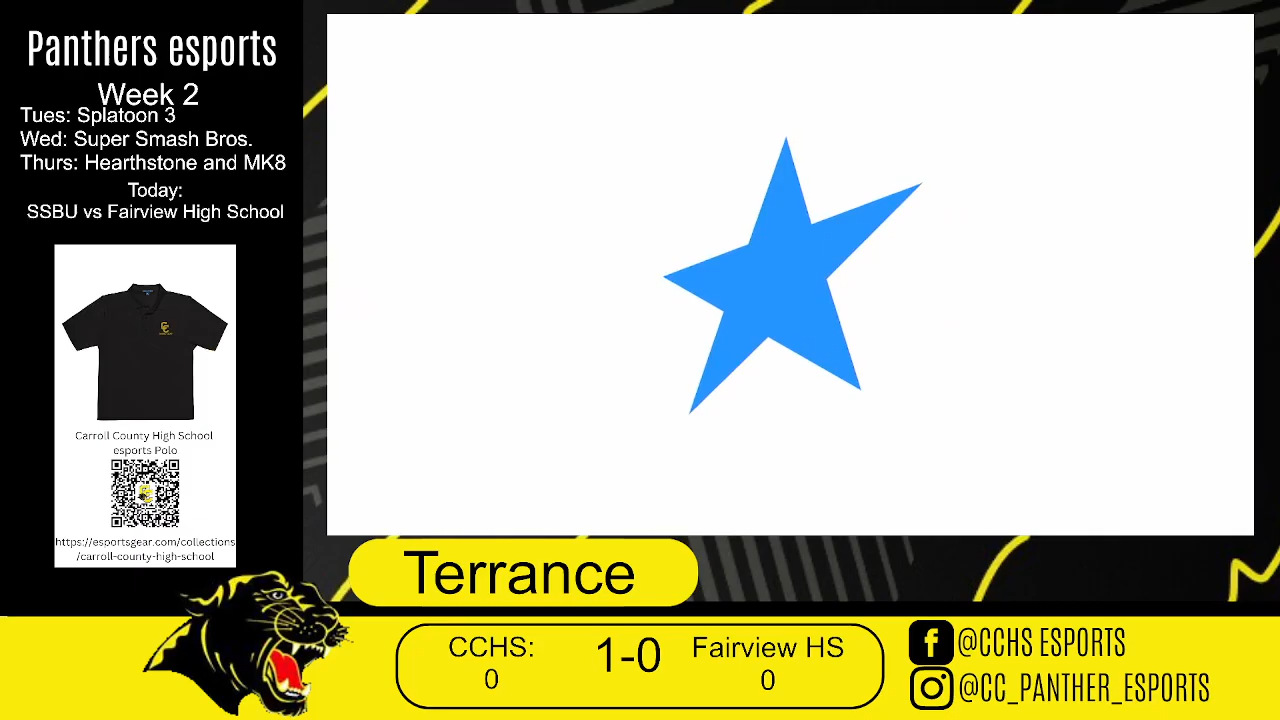 Panthers esports
Week 2
Tues: Splatoon 3
Wed: Super Smash Bros.
Thurs: Hearthstone and MK8
Today:
SSBU vs Fairview High School
Carroll County High School
esports Polo
https://esportsgear.com/collections
/carroll-county-high-school
Terrance
CCHS:
0
1-0
Fairview HS
0
@CCHS ESPORTS
@CC_PANTHER_ESPORTS